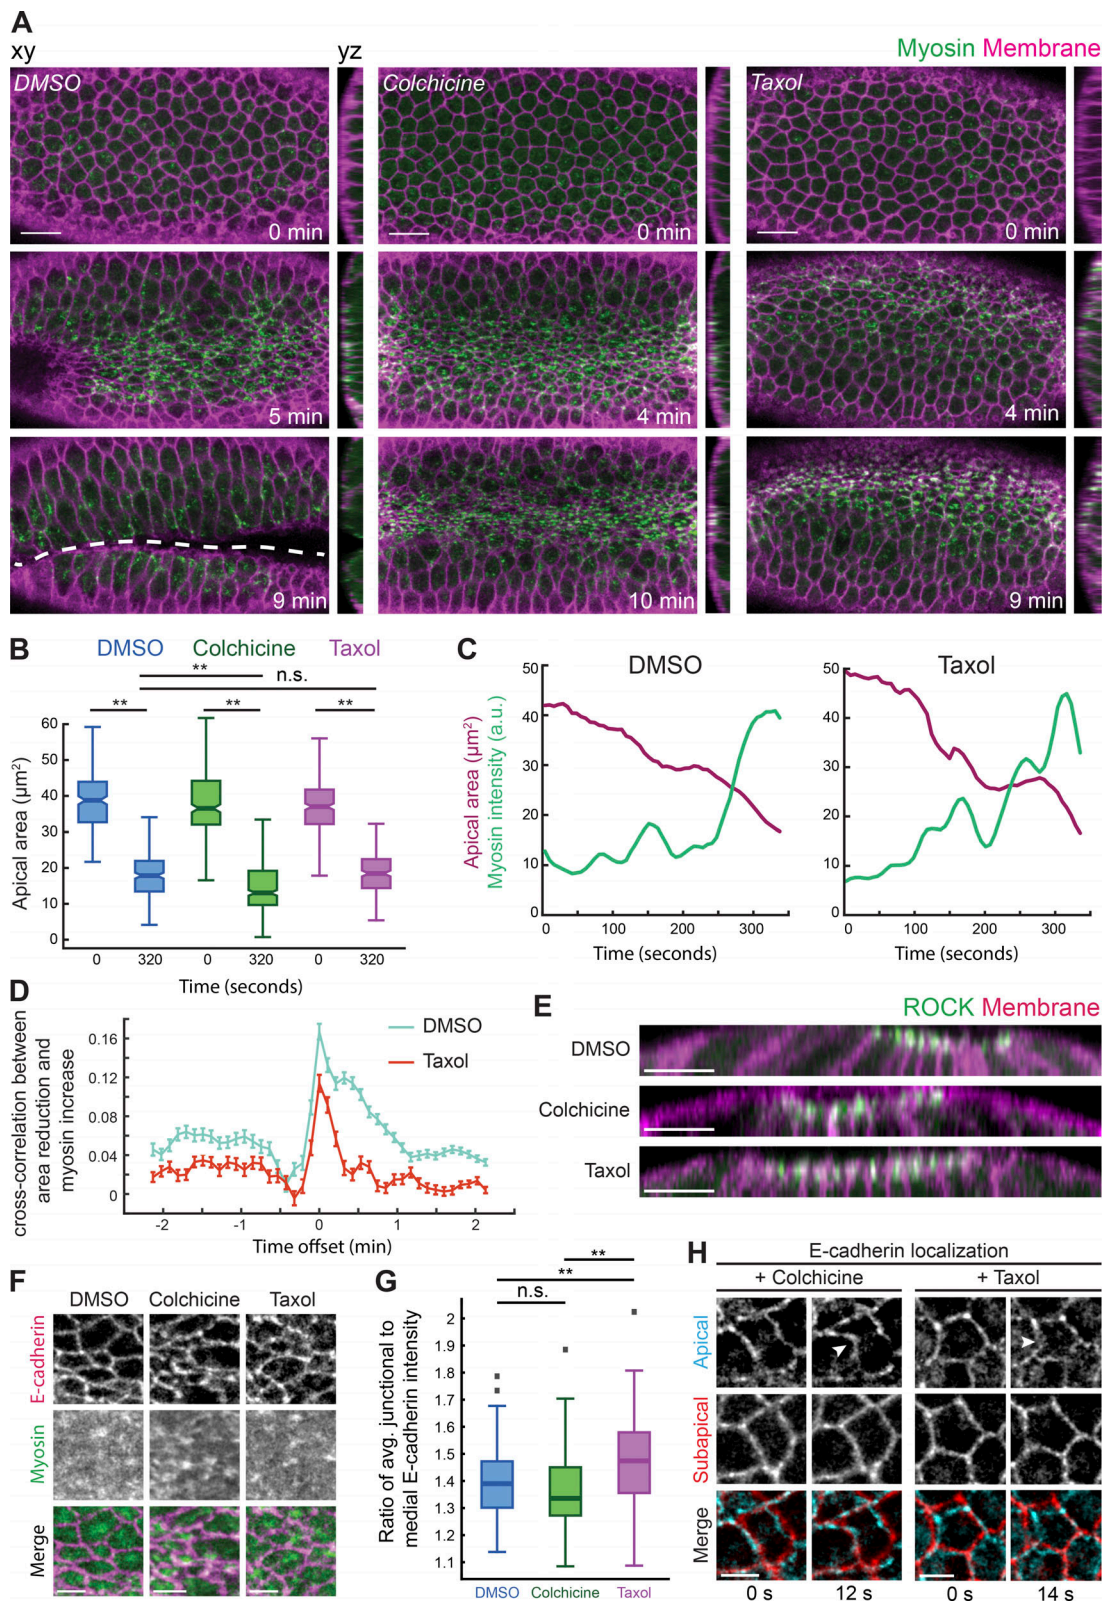 A
xy
yz
Myosin Membrane
DMSO
Colchicine
Taxol
0 min
0 min
0 min
5 min
4 min
4 min
9 min
10 min
9 min
B
DMSO
Colchicine
Taxol
**
n.s.
**
**
**
Apical area (µm²)
60
50
40
30
20
10
0
0
320
0
320
0
320
Time (seconds)
C
DMSO
Taxol
Apical area (µm²)
Myosin intensity (a.u.)
50
40
30
20
10
0
0
100
200
300
Time (seconds)
50
40
30
20
10
0
0
100
200
300
Time (seconds)
D
cross-correlation between
area reduction and
myosin increase
0.16
0.12
0.08
0.04
0
DMSO
Taxol
-2
-1
0
1
2
Time offset (min)
E
ROCK Membrane
DMSO
Colchicine
Taxol
F
DMSO
Colchicine
Taxol
E-cadherin
Myosin
Merge
G
**
**
n.s.
Ratio of avg. junctional to
medial E-cadherin intensity
2
1.9
1.8
1.7
1.6
1.5
1.4
1.3
1.2
1.1
DMSO
Colchicine
Taxol
H
E-cadherin localization
+ Colchicine
+ Taxol
Apical
Subapical
Merge
0 s
12 s
0 s
14 s